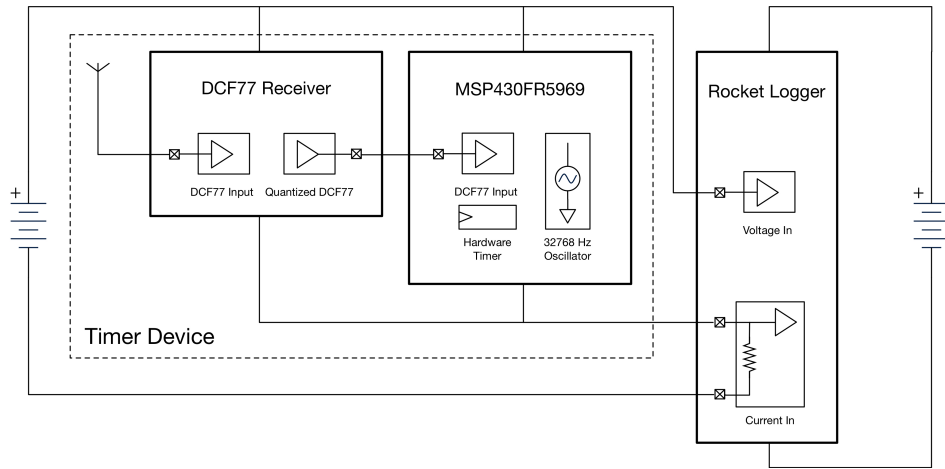 DCF77 Receiver
MSP430FR5969
Rocket Logger
DCF77 Input
Quantized DCF77
DCF77 Input
+
+
Voltage In
Hardware
Timer
32768 Hz
Oscillator
Timer Device
Current In